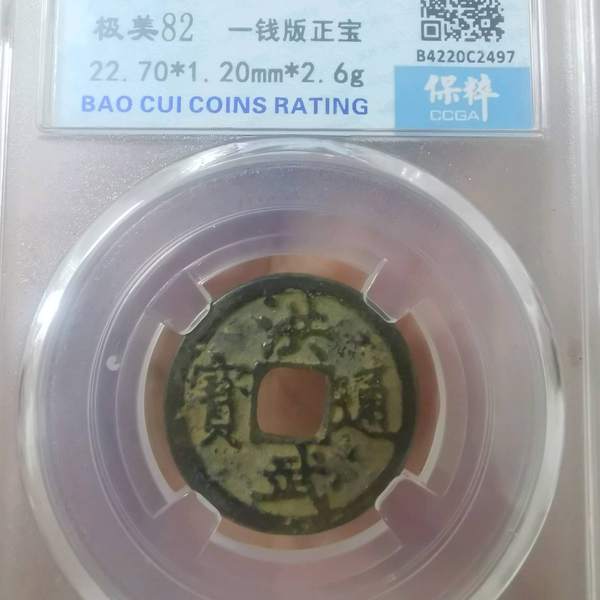 极美82 一钱版正宝
B4220C2497
22.70*1.20mm*2.6g
保粹
CCGA
BAO CUI COINS RATING
洪武通寳